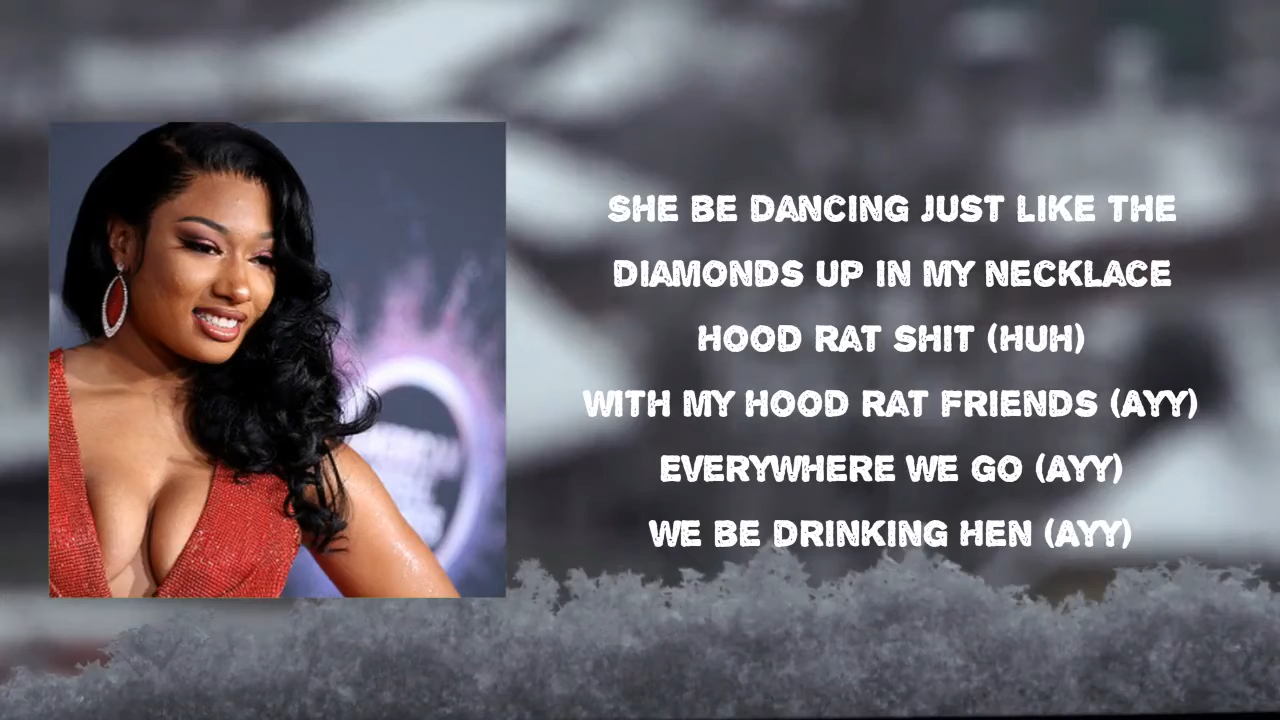 SHE BE DANCING JUST LIKE THE
DIAMONDS UP IN MY NECKLACE
HOOD RAT SHIT (HUH)
WITH MY HOOD RAT FRIENDS (AYY)
EVERYWHERE WE GO (AYY)
WE BE DRINKING HEN (AYY)